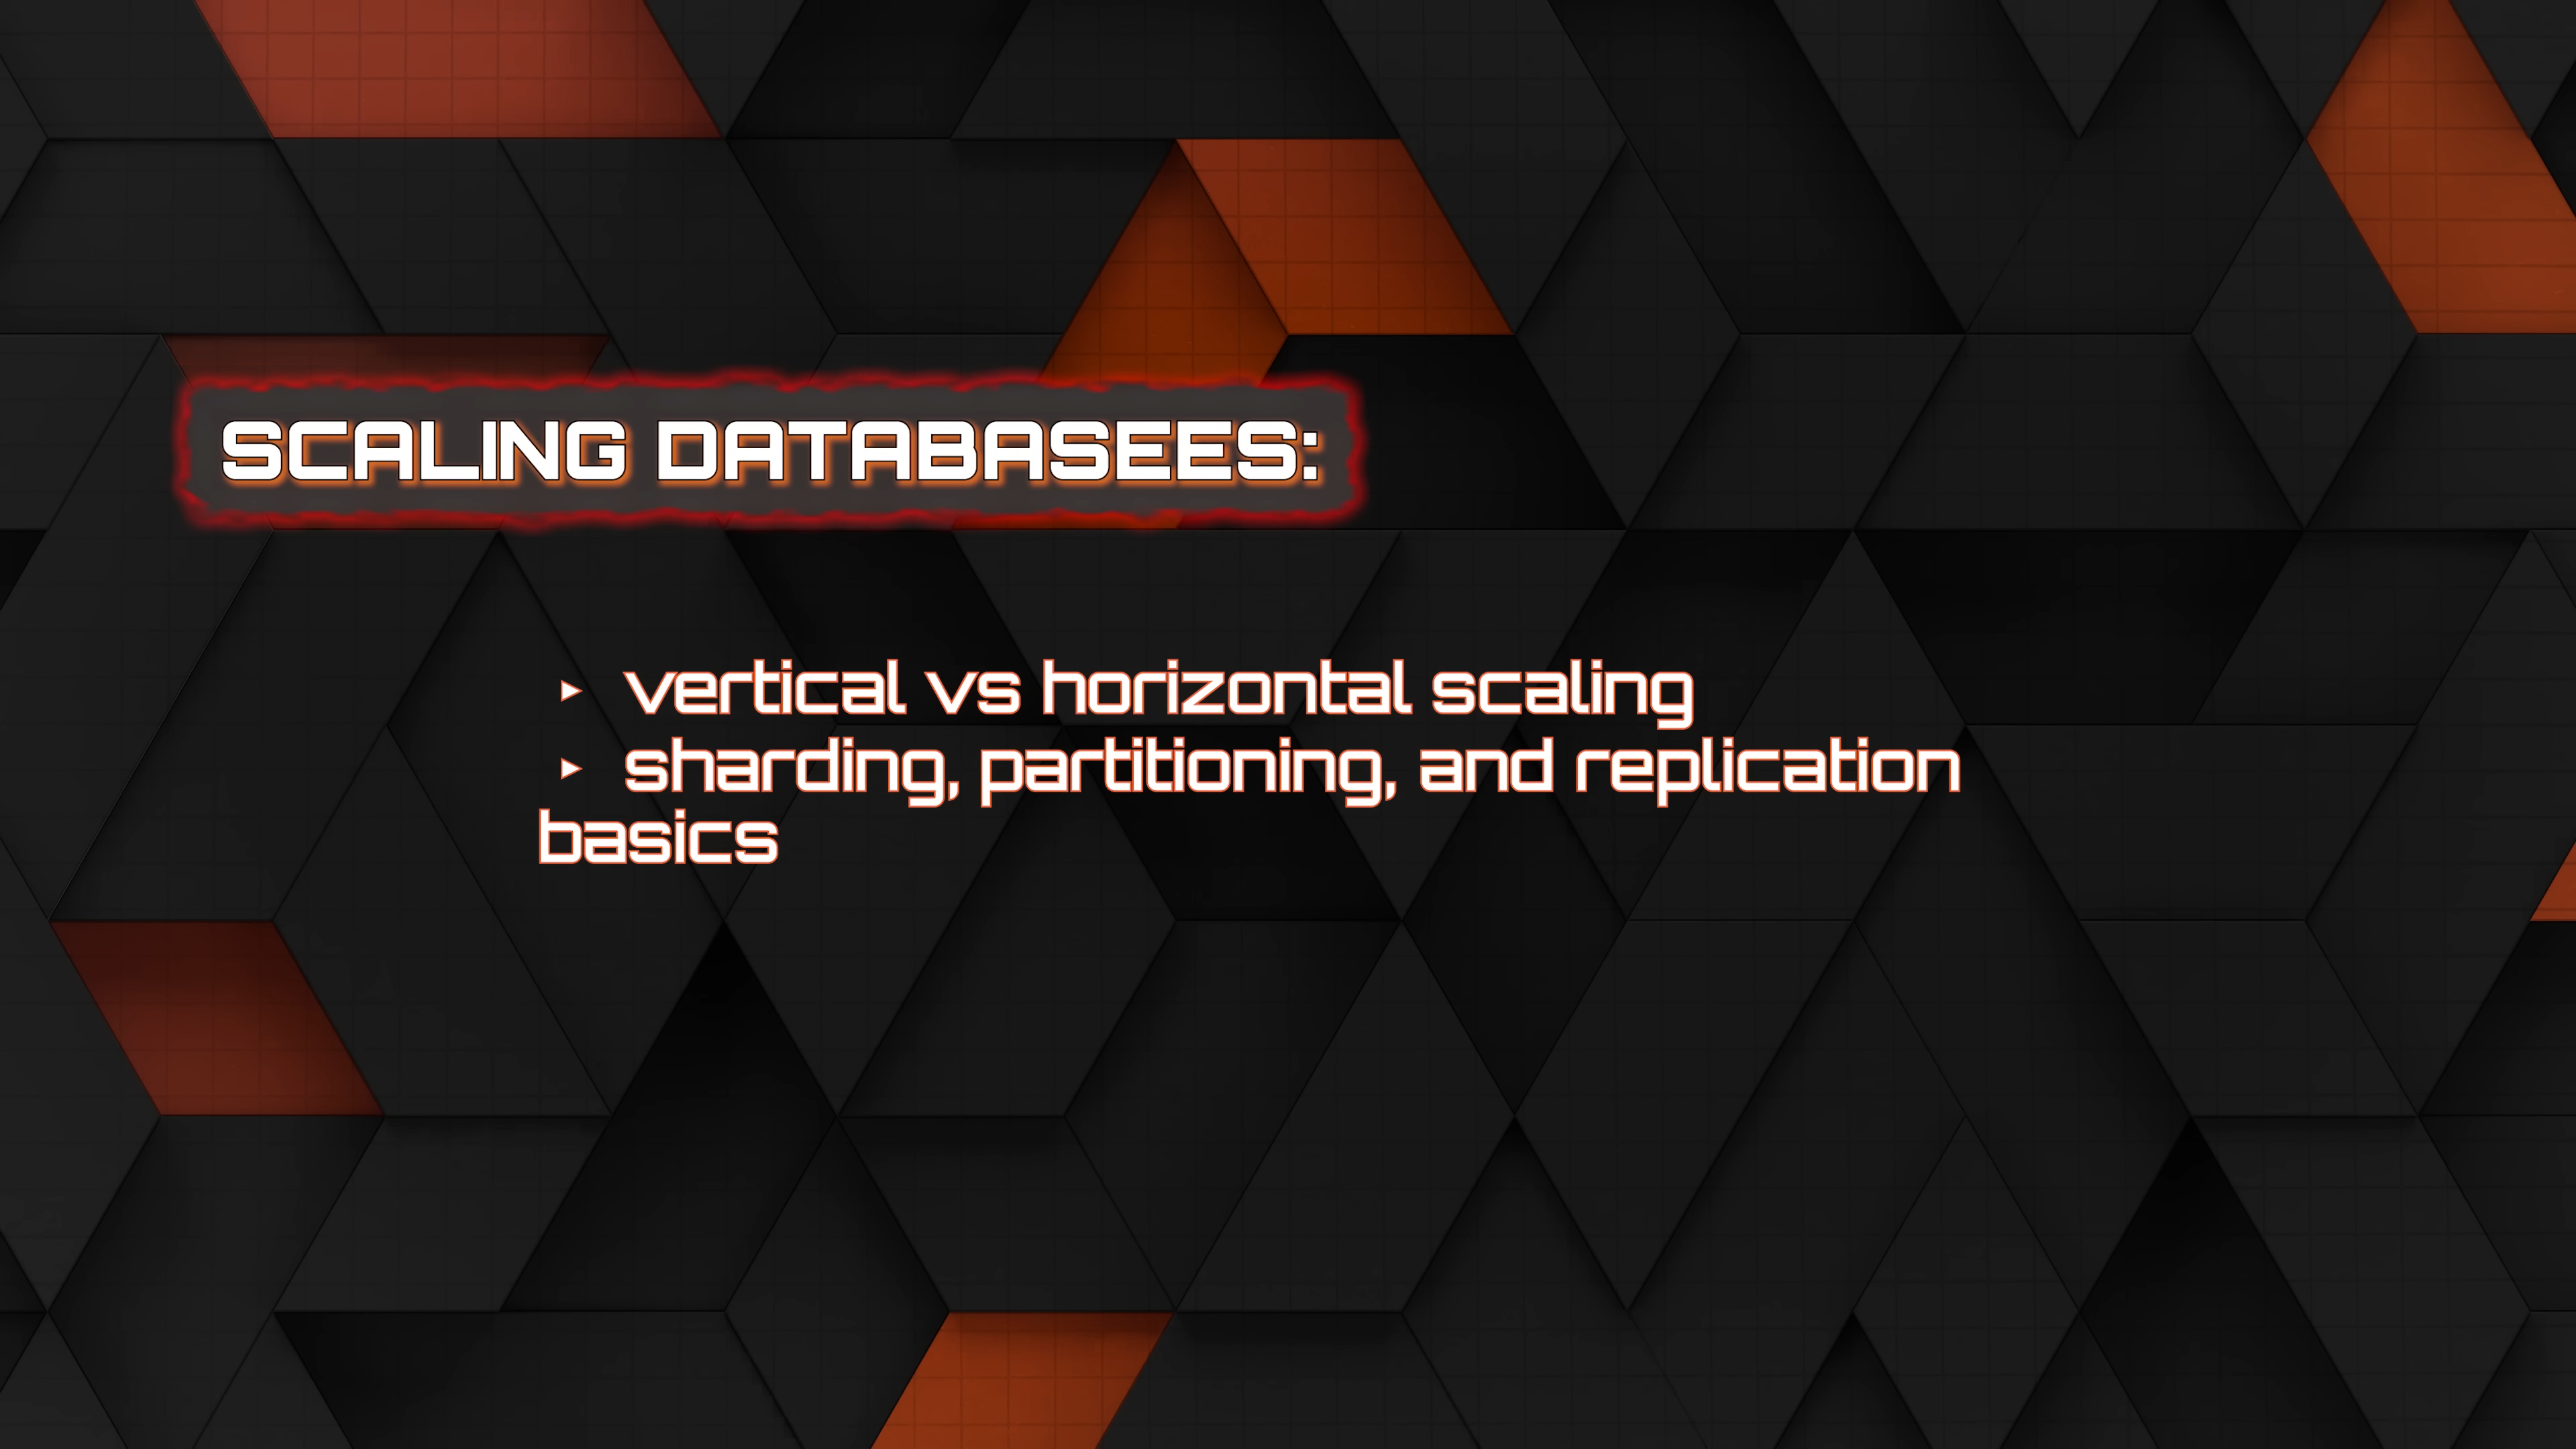 SCALING DATABASEES:
▸ vertical vs horizontal scaling
▸ sharding, partitioning, and replication
basics